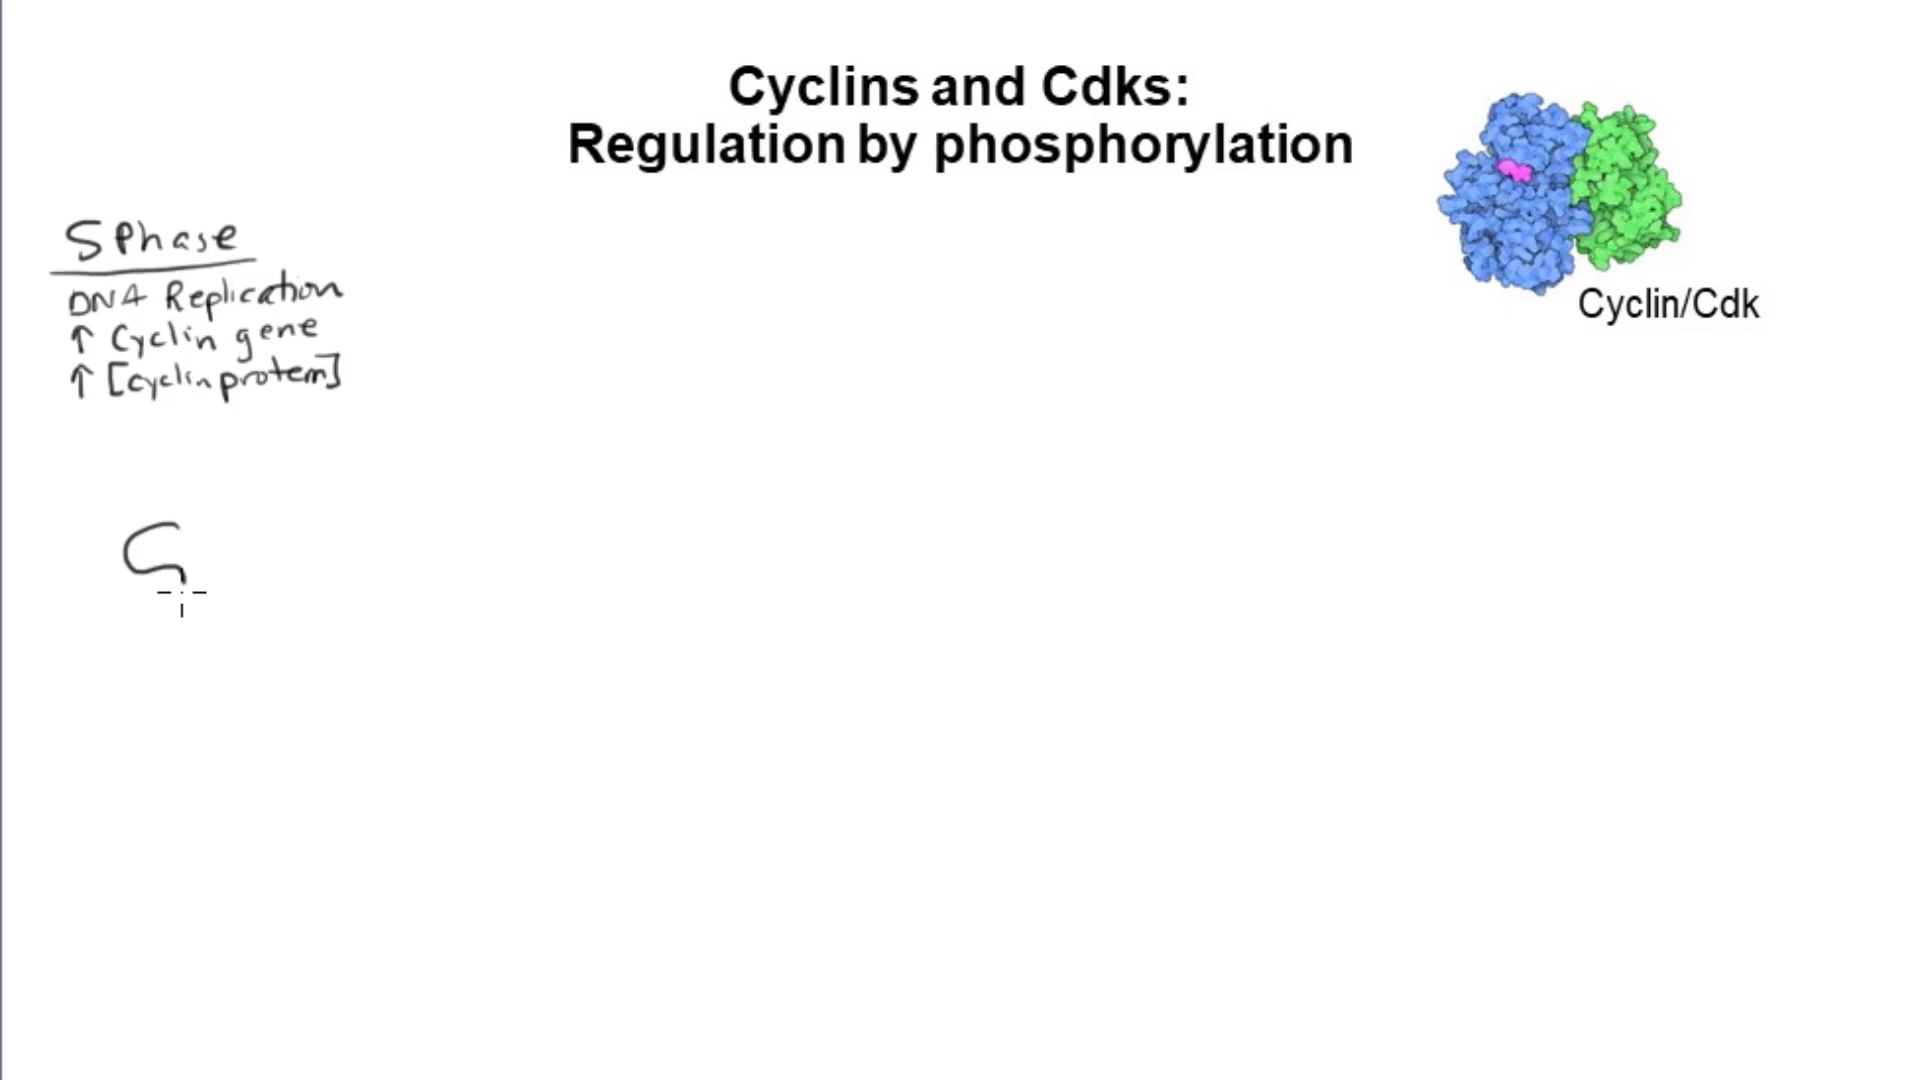 Cyclins and Cdks:
Regulation by phosphorylation
S Phase
DNA Replication
↑ Cyclin gene
↑ [cyclin protein]
Cyclin/Cdk